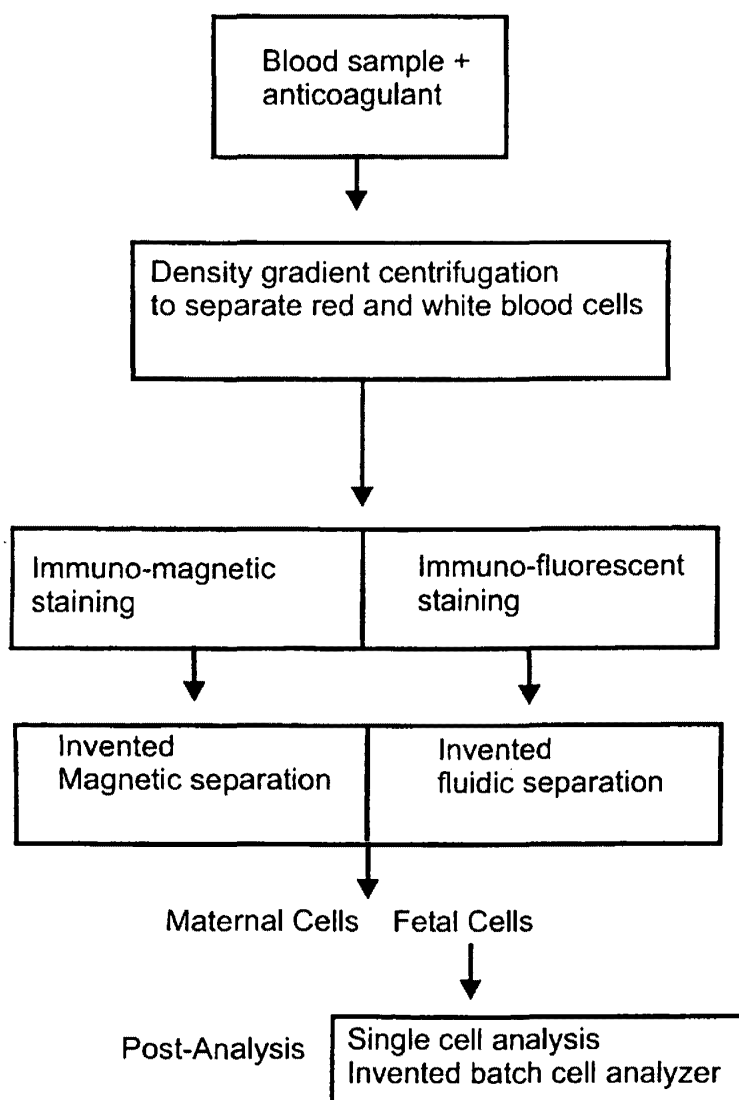 Blood sample +
anticoagulant
Density gradient centrifugation
to separate red and white blood cells
Immuno-magnetic
staining
Immuno-fluorescent
staining
Invented
Magnetic separation
Invented
fluidic separation
Maternal Cells Fetal Cells
Post-Analysis
Single cell analysis
Invented batch cell analyzer